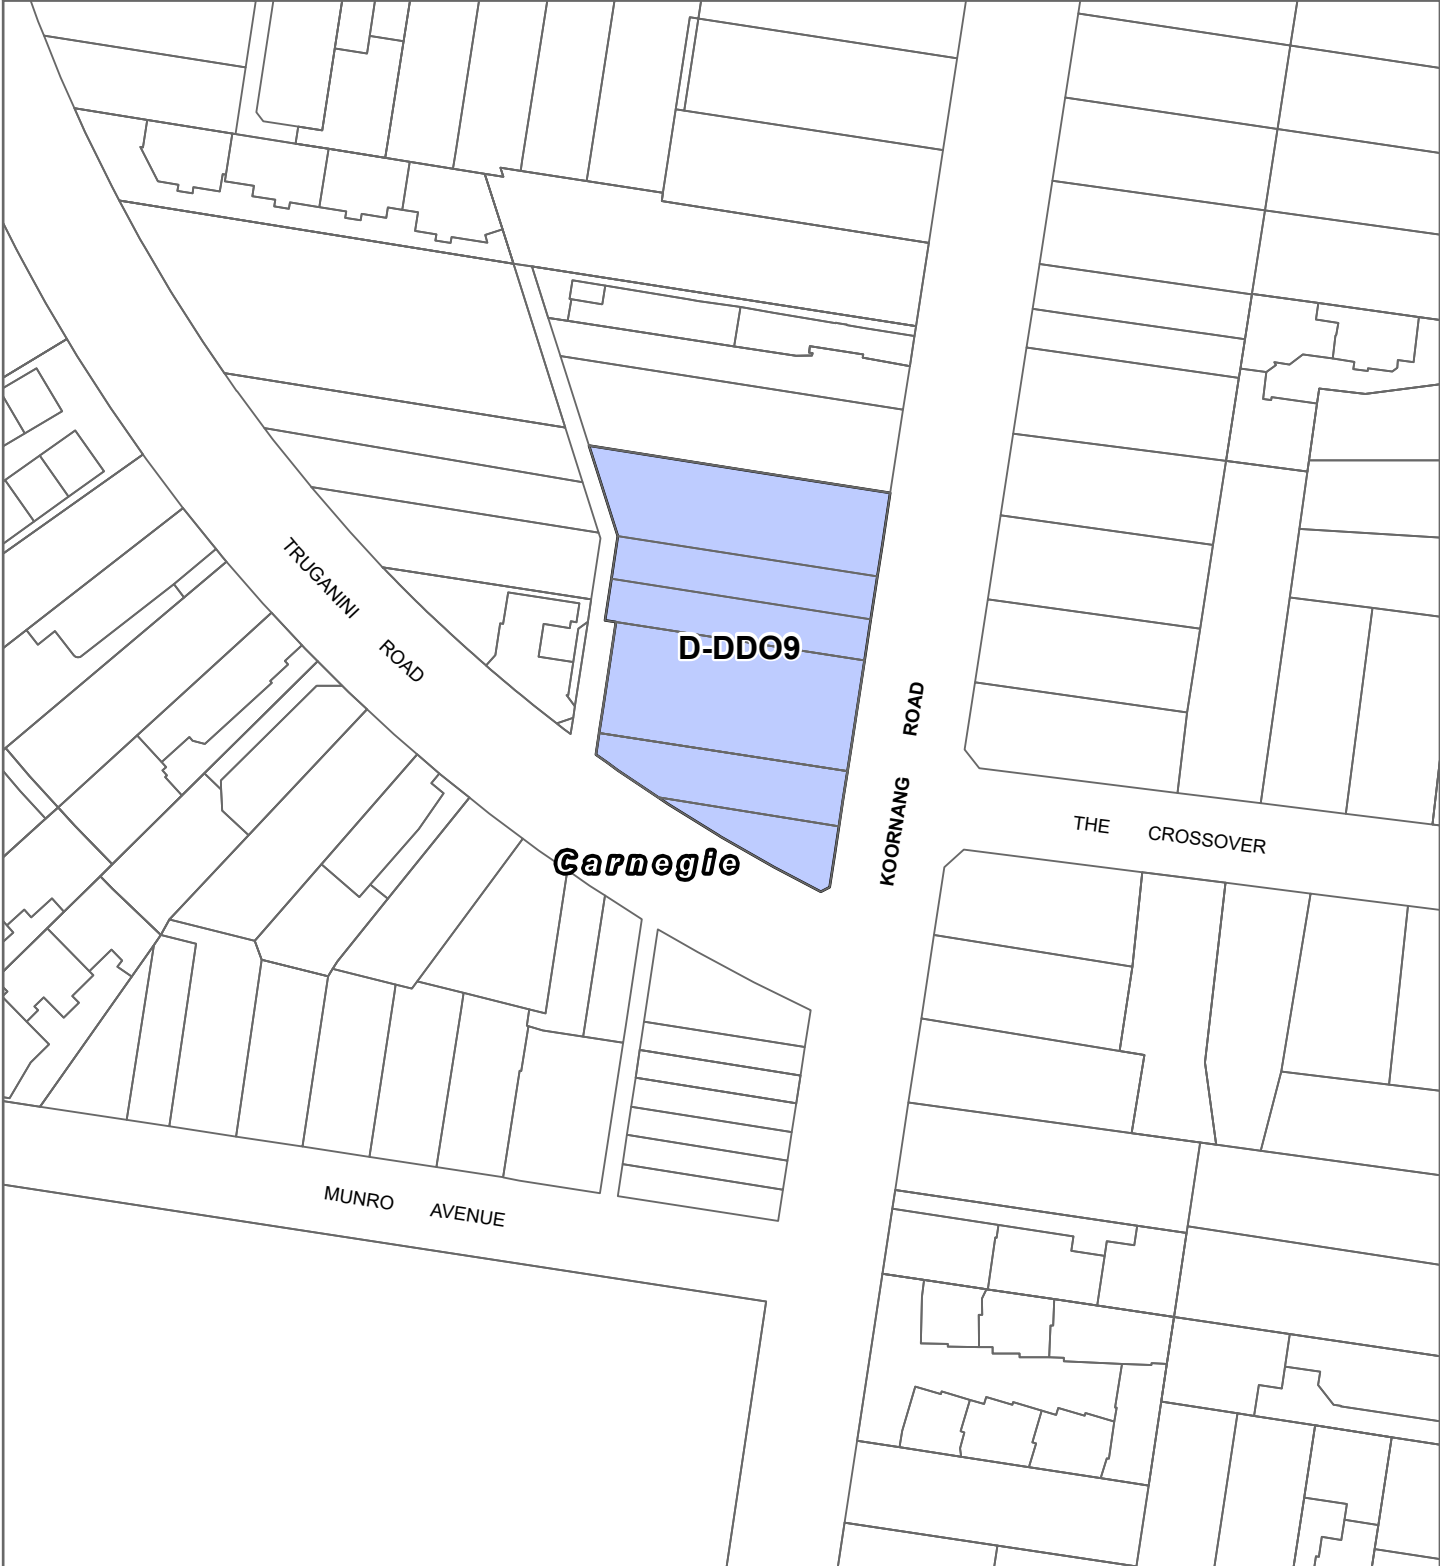 TRUGANINI ROAD
D-DDO9
KOORNANG ROAD
THE CROSSOVER
Carnegie
MUNRO AVENUE